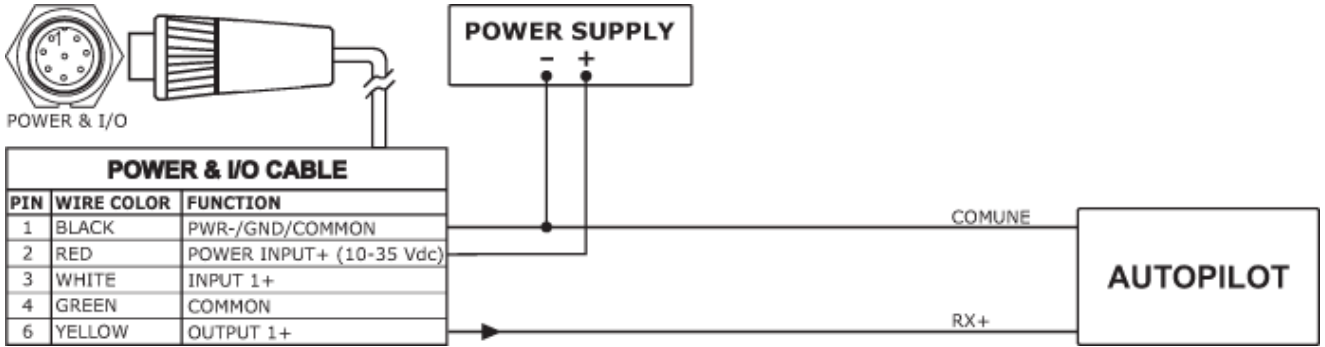 1
POWER & I/O
POWER SUPPLY
- +
POWER & I/O CABLE
PIN WIRE COLOR FUNCTION
1 BLACK PWR-/GND/COMMON
2 RED POWER INPUT+ (10-35 Vdc)
3 WHITE INPUT 1+
4 GREEN COMMON
6 YELLOW OUTPUT 1+
COMUNE
RX+
AUTOPILOT